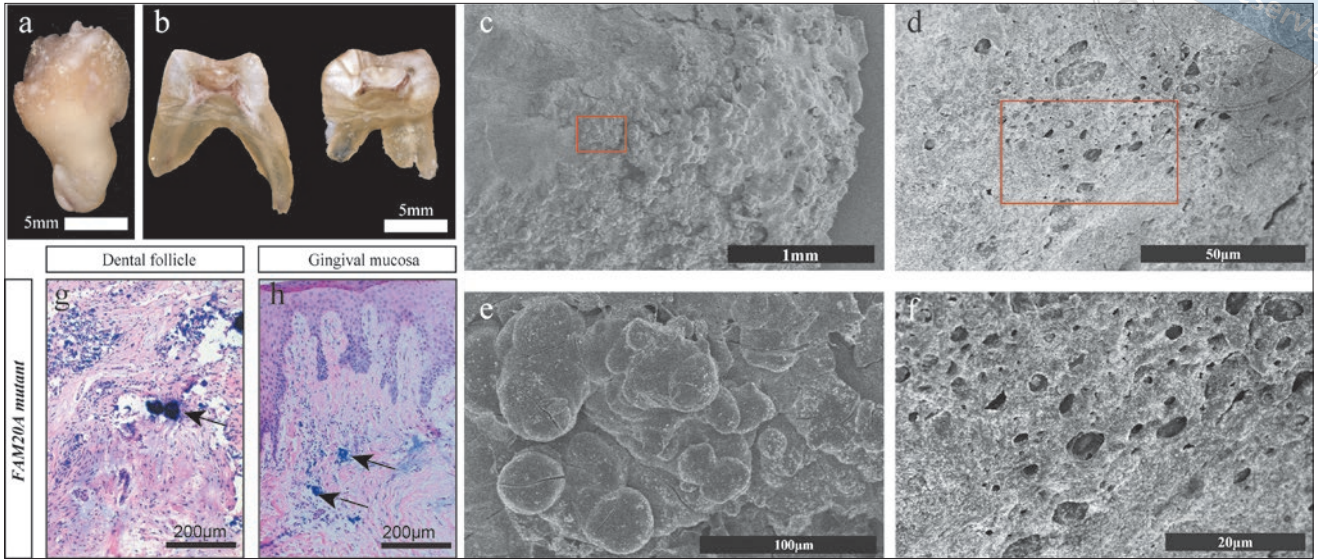 a
b
c
d
5mm
5mm
1mm
50μm
Dental follicle
Gingival mucosa
FAM20A mutant
g
h
e
f
200μm
200μm
100μm
20μm